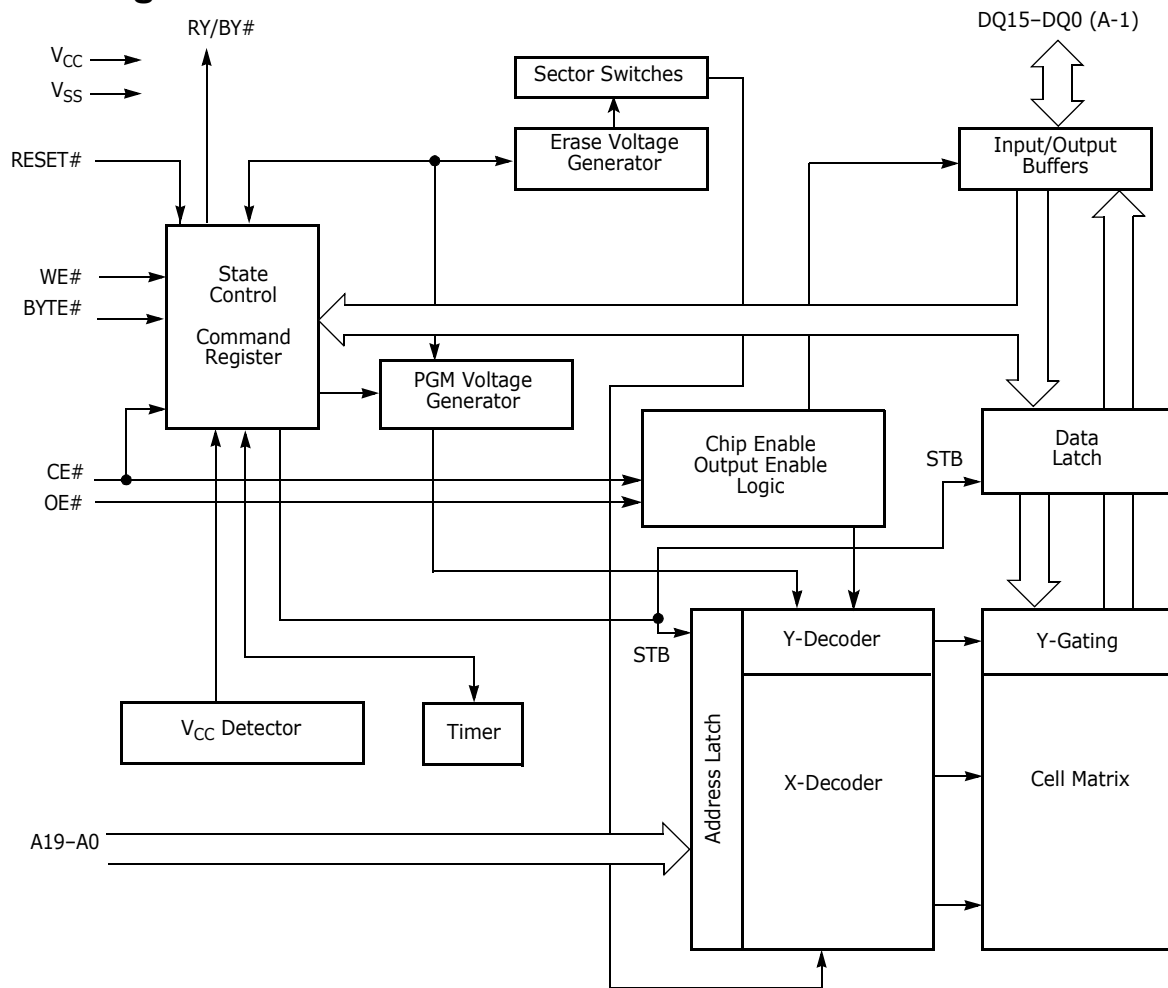 RY/BY#
DQ15–DQ0 (A-1)
VCC
VSS
Sector Switches
Erase Voltage
Generator
Input/Output
Buffers
RESET#
State
Control
Command
Register
WE#
BYTE#
PGM Voltage
Generator
Chip Enable
Output Enable
Logic
Data
Latch
STB
CE#
OE#
STB
Y-Decoder
Y-Gating
VCC Detector
Timer
Address Latch
X-Decoder
Cell Matrix
A19–A0